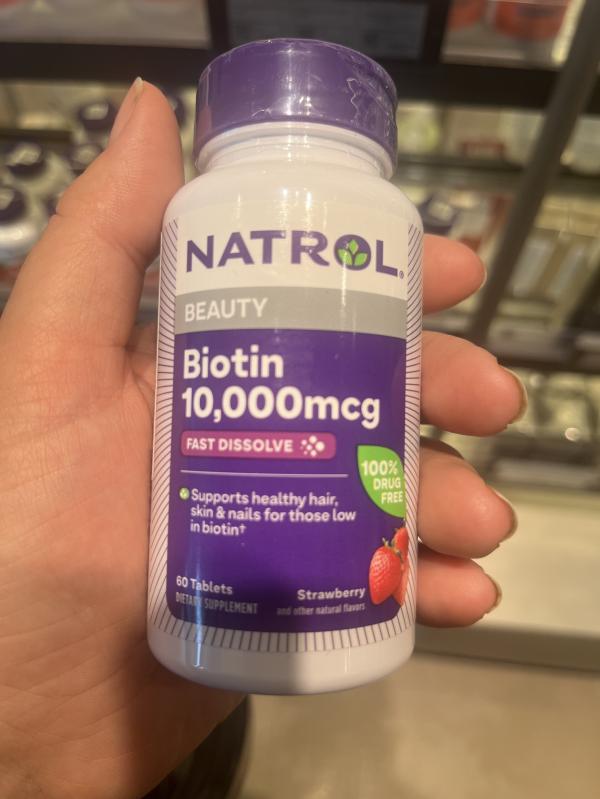 NATROL®
BEAUTY
Biotin
10,000mcg
FAST DISSOLVE
100%
DRUG
FREE
Supports healthy hair,
skin & nails for those low
in biotin†
60 Tablets
DIETARY SUPPLEMENT
Strawberry
and other natural flavors